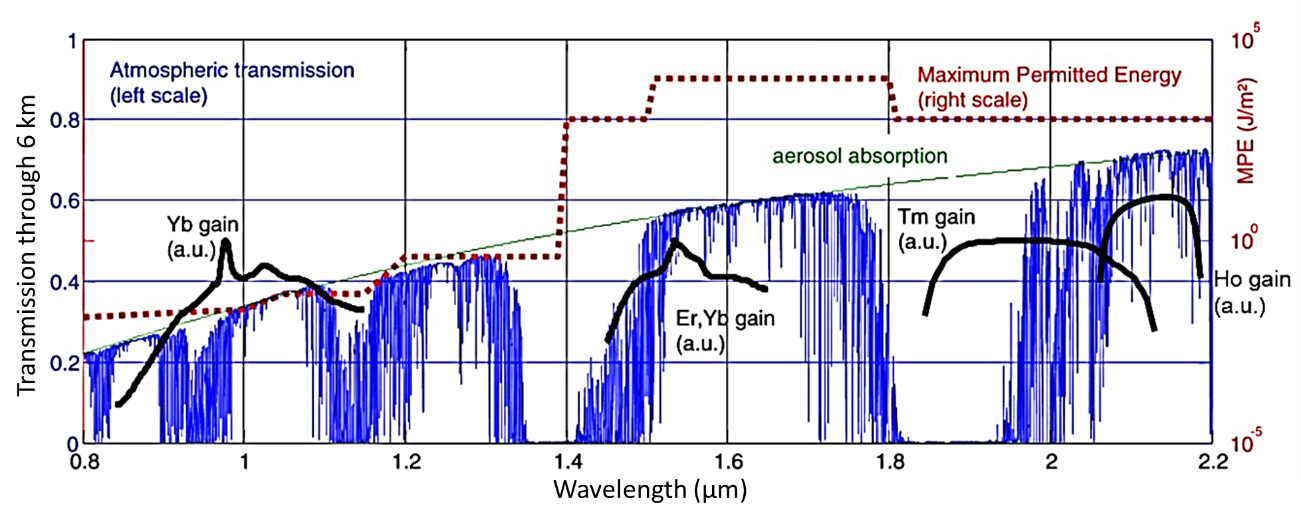 Transmission through 6 km
1
0.8
0.6
0.4
0.2
0
Atmospheric transmission
(left scale)
Maximum Permitted Energy
(right scale)
aerosol absorption
Yb gain
(a.u.)
Er,Yb gain
(a.u.)
Tm gain
(a.u.)
Ho gain
(a.u.)
10⁵
10⁰
10⁻⁵
MPE (J/m²)
0.8 1 1.2 1.4 1.6 1.8 2 2.2
Wavelength (µm)